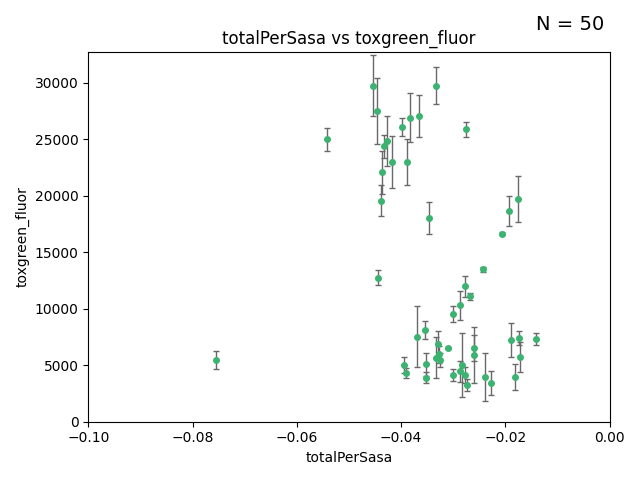 N = 50
totalPerSasa vs toxgreen_fluor
toxgreen_fluor
30000
25000
20000
15000
10000
5000
0
−0.10 −0.08 −0.06 −0.04 −0.02 0.00
totalPerSasa